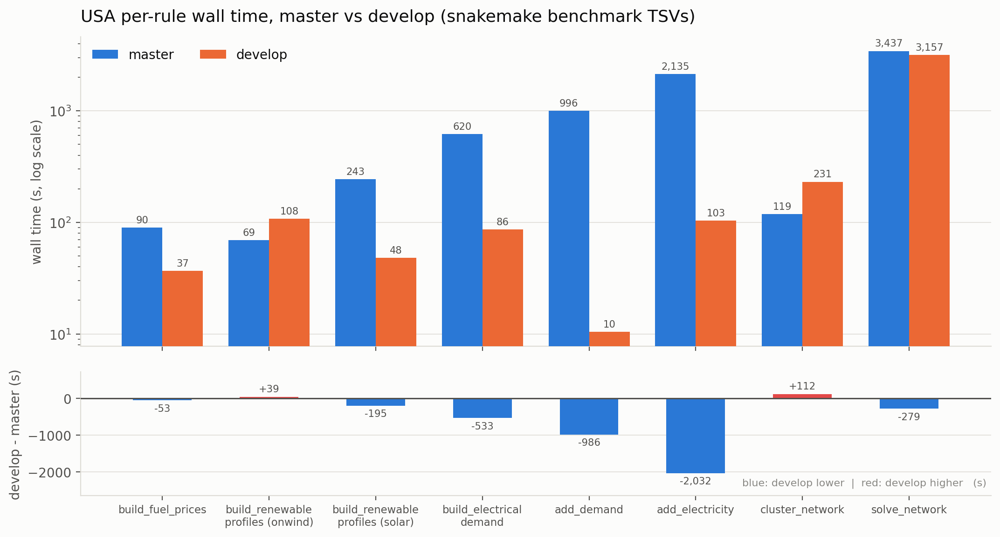 USA per-rule wall time, master vs develop (snakemake benchmark TSVs)
master
develop
wall time (s, log scale)
10³
10²
10¹
90
37
69
108
243
48
620
86
996
10
2,135
103
119
231
3,437
3,157
develop - master (s)
0
−1000
−2000
-53
+39
-195
-533
-986
-2,032
+112
-279
blue: develop lower | red: develop higher (s)
build_fuel_prices
build_renewable
profiles (onwind)
build_renewable
profiles (solar)
build_electrical
demand
add_demand
add_electricity
cluster_network
solve_network